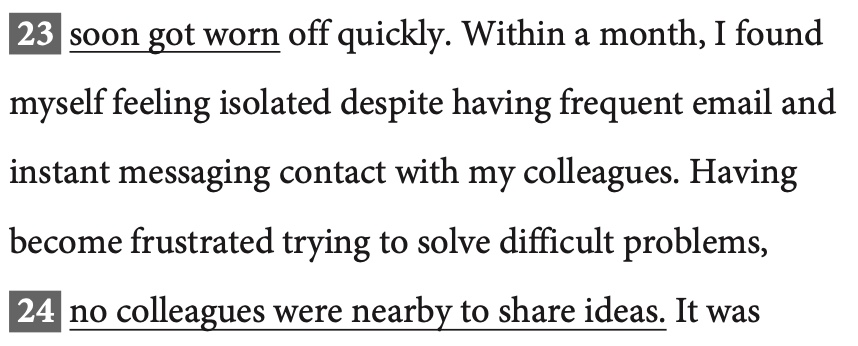 23 soon got worn off quickly. Within a month, I found
myself feeling isolated despite having frequent email and
instant messaging contact with my colleagues. Having
become frustrated trying to solve difficult problems,
24 no colleagues were nearby to share ideas. It was